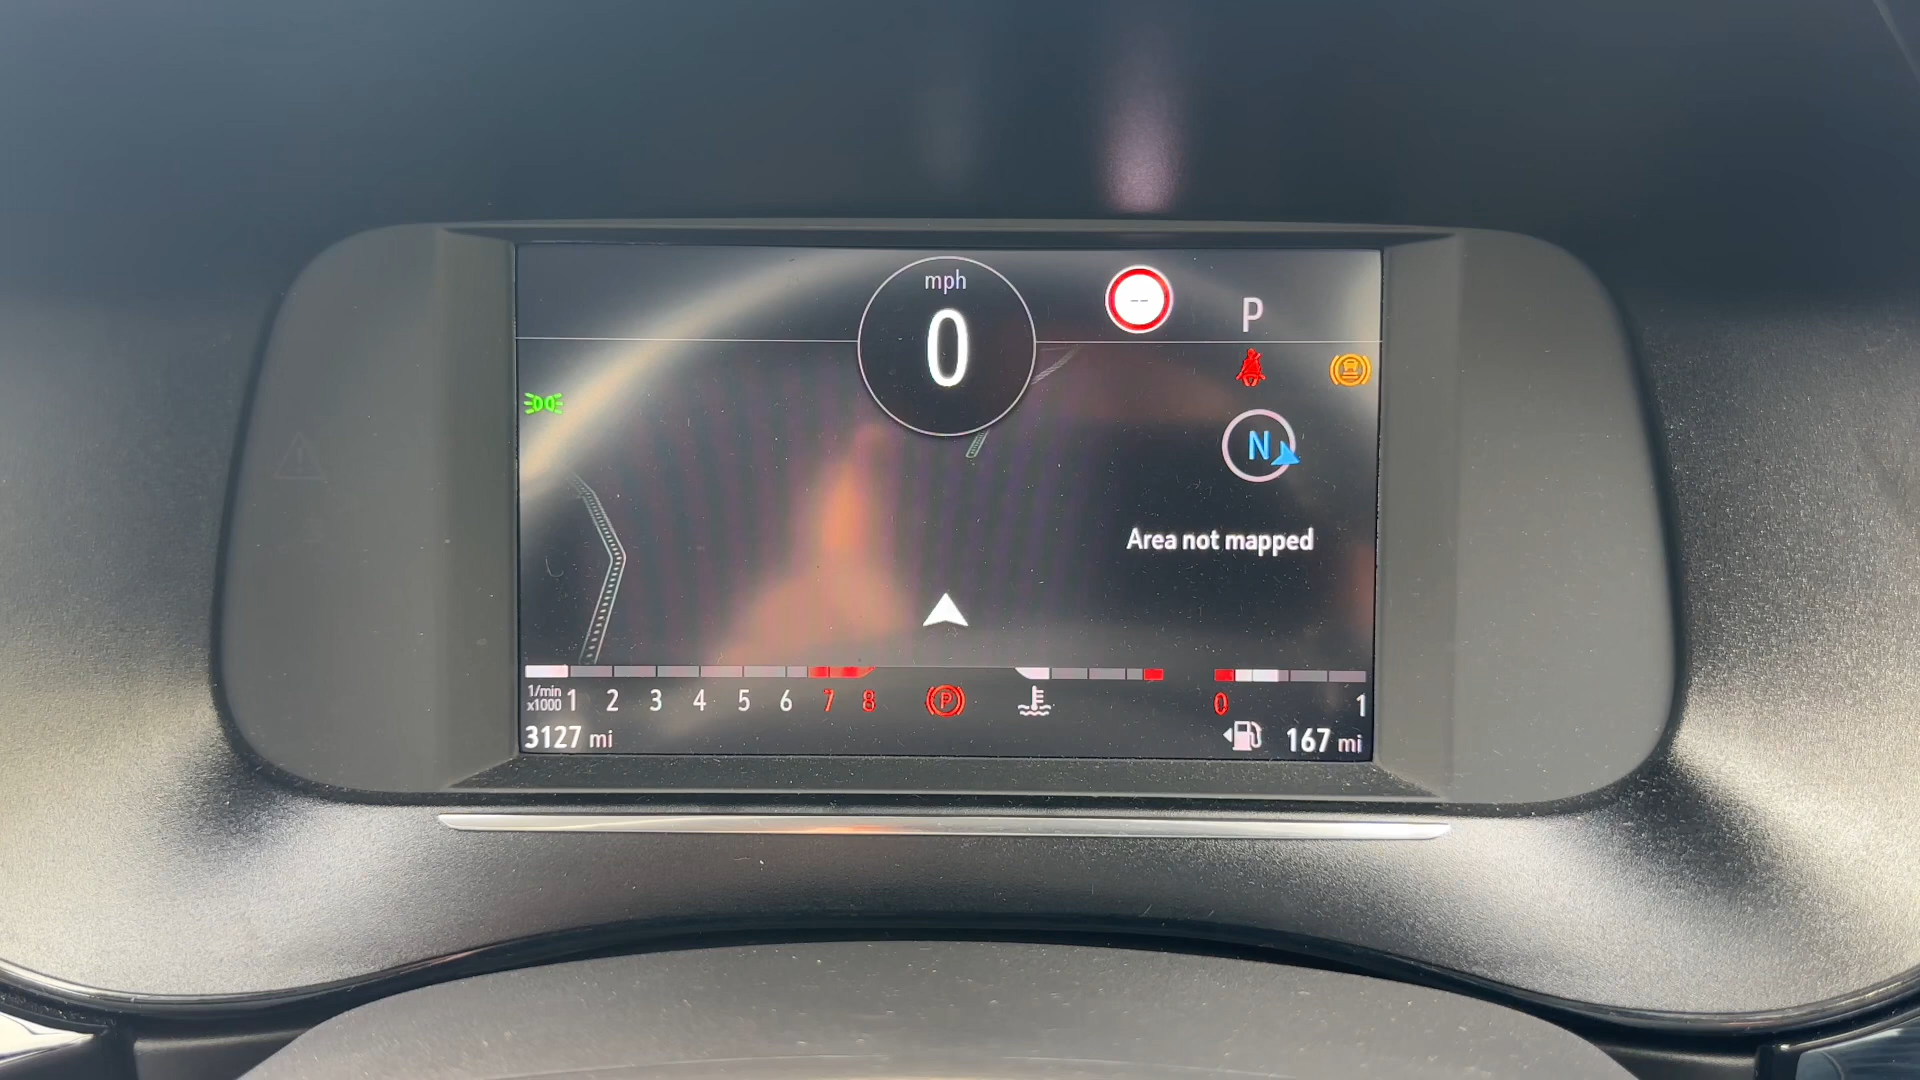 mph
0
--
P
N
Area not mapped
1/min
x1000
1 2 3 4 5 6 7 8
P
0 1
3127 mi
167 mi